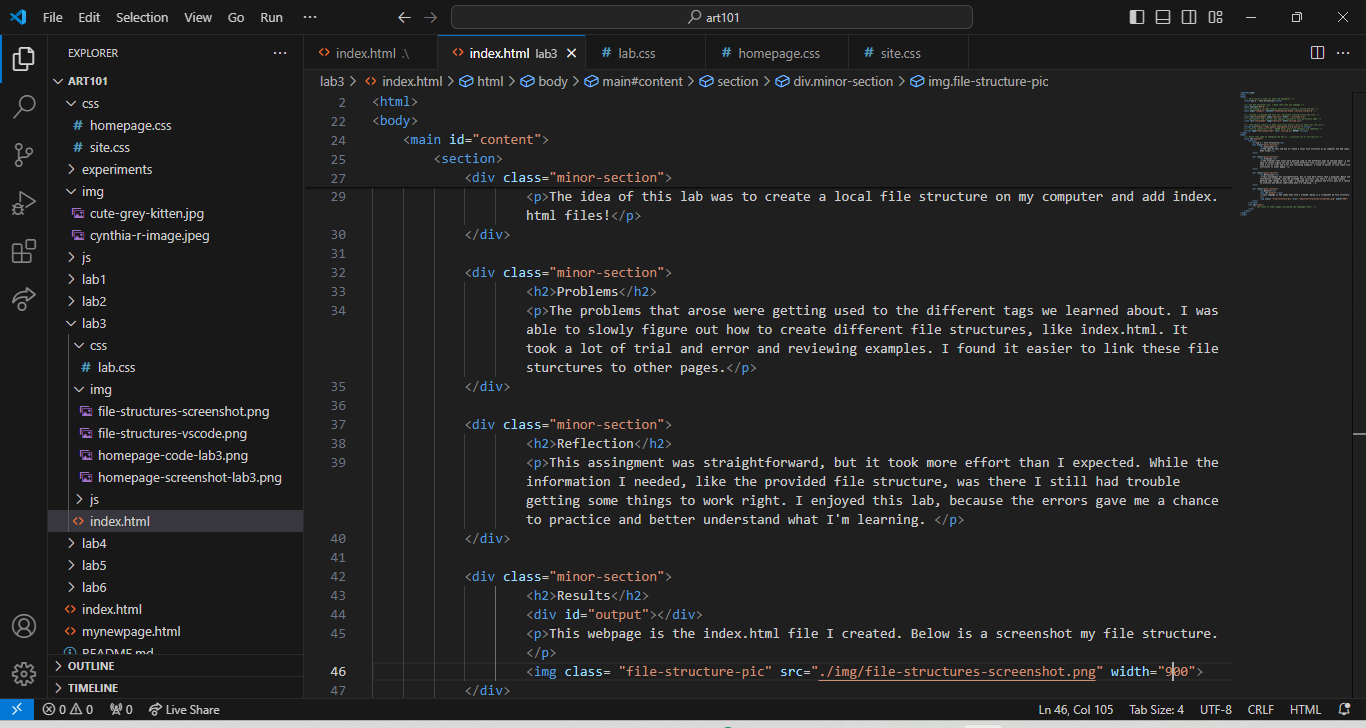 File Edit Selection View Go Run ··· art101
EXPLORER ···
ART101
css
# homepage.css
# site.css
experiments
img
cute-grey-kitten.jpg
cynthia-r-image.jpeg
js
lab1
lab2
lab3
css
# lab.css
img
file-structures-screenshot.png
file-structures-vscode.png
homepage-code-lab3.png
homepage-screenshot-lab3.png
js
<> index.html
lab4
lab5
lab6
<> index.html
<> mynewpage.html
README.md
OUTLINE
TIMELINE
<> index.html .\ <> index.html lab3 # lab.css # homepage.css # site.css ···
lab3 > <> index.html > html > body > main#content > section > div.minor-section > img.file-structure-pic
2 <html>
22 <body>
24 <main id="content">
25 <section>
27 <div class="minor-section">
29 <p>The idea of this lab was to create a local file structure on my computer and add index.
html files!</p>
30 </div>
31
32 <div class="minor-section">
33 <h2>Problems</h2>
34 <p>The problems that arose were getting used to the different tags we learned about. I was
able to slowly figure out how to create different file structures, like index.html. It
took a lot of trial and error and reviewing examples. I found it easier to link these file
sturctures to other pages.</p>
35 </div>
36
37 <div class="minor-section">
38 <h2>Reflection</h2>
39 <p>This assingment was straightforward, but it took more effort than I expected. While the
information I needed, like the provided file structure, was there I still had trouble
getting some things to work right. I enjoyed this lab, because the errors gave me a chance
to practice and better understand what I'm learning. </p>
40 </div>
41
42 <div class="minor-section">
43 <h2>Results</h2>
44 <div id="output"></div>
45 <p>This webpage is the index.html file I created. Below is a screenshot my file structure.
</p>
46 <img class= "file-structure-pic" src="./img/file-structures-screenshot.png" width="900">
47 </div>
0 0 0 Live Share Ln 46, Col 105 Tab Size: 4 UTF-8 CRLF HTML